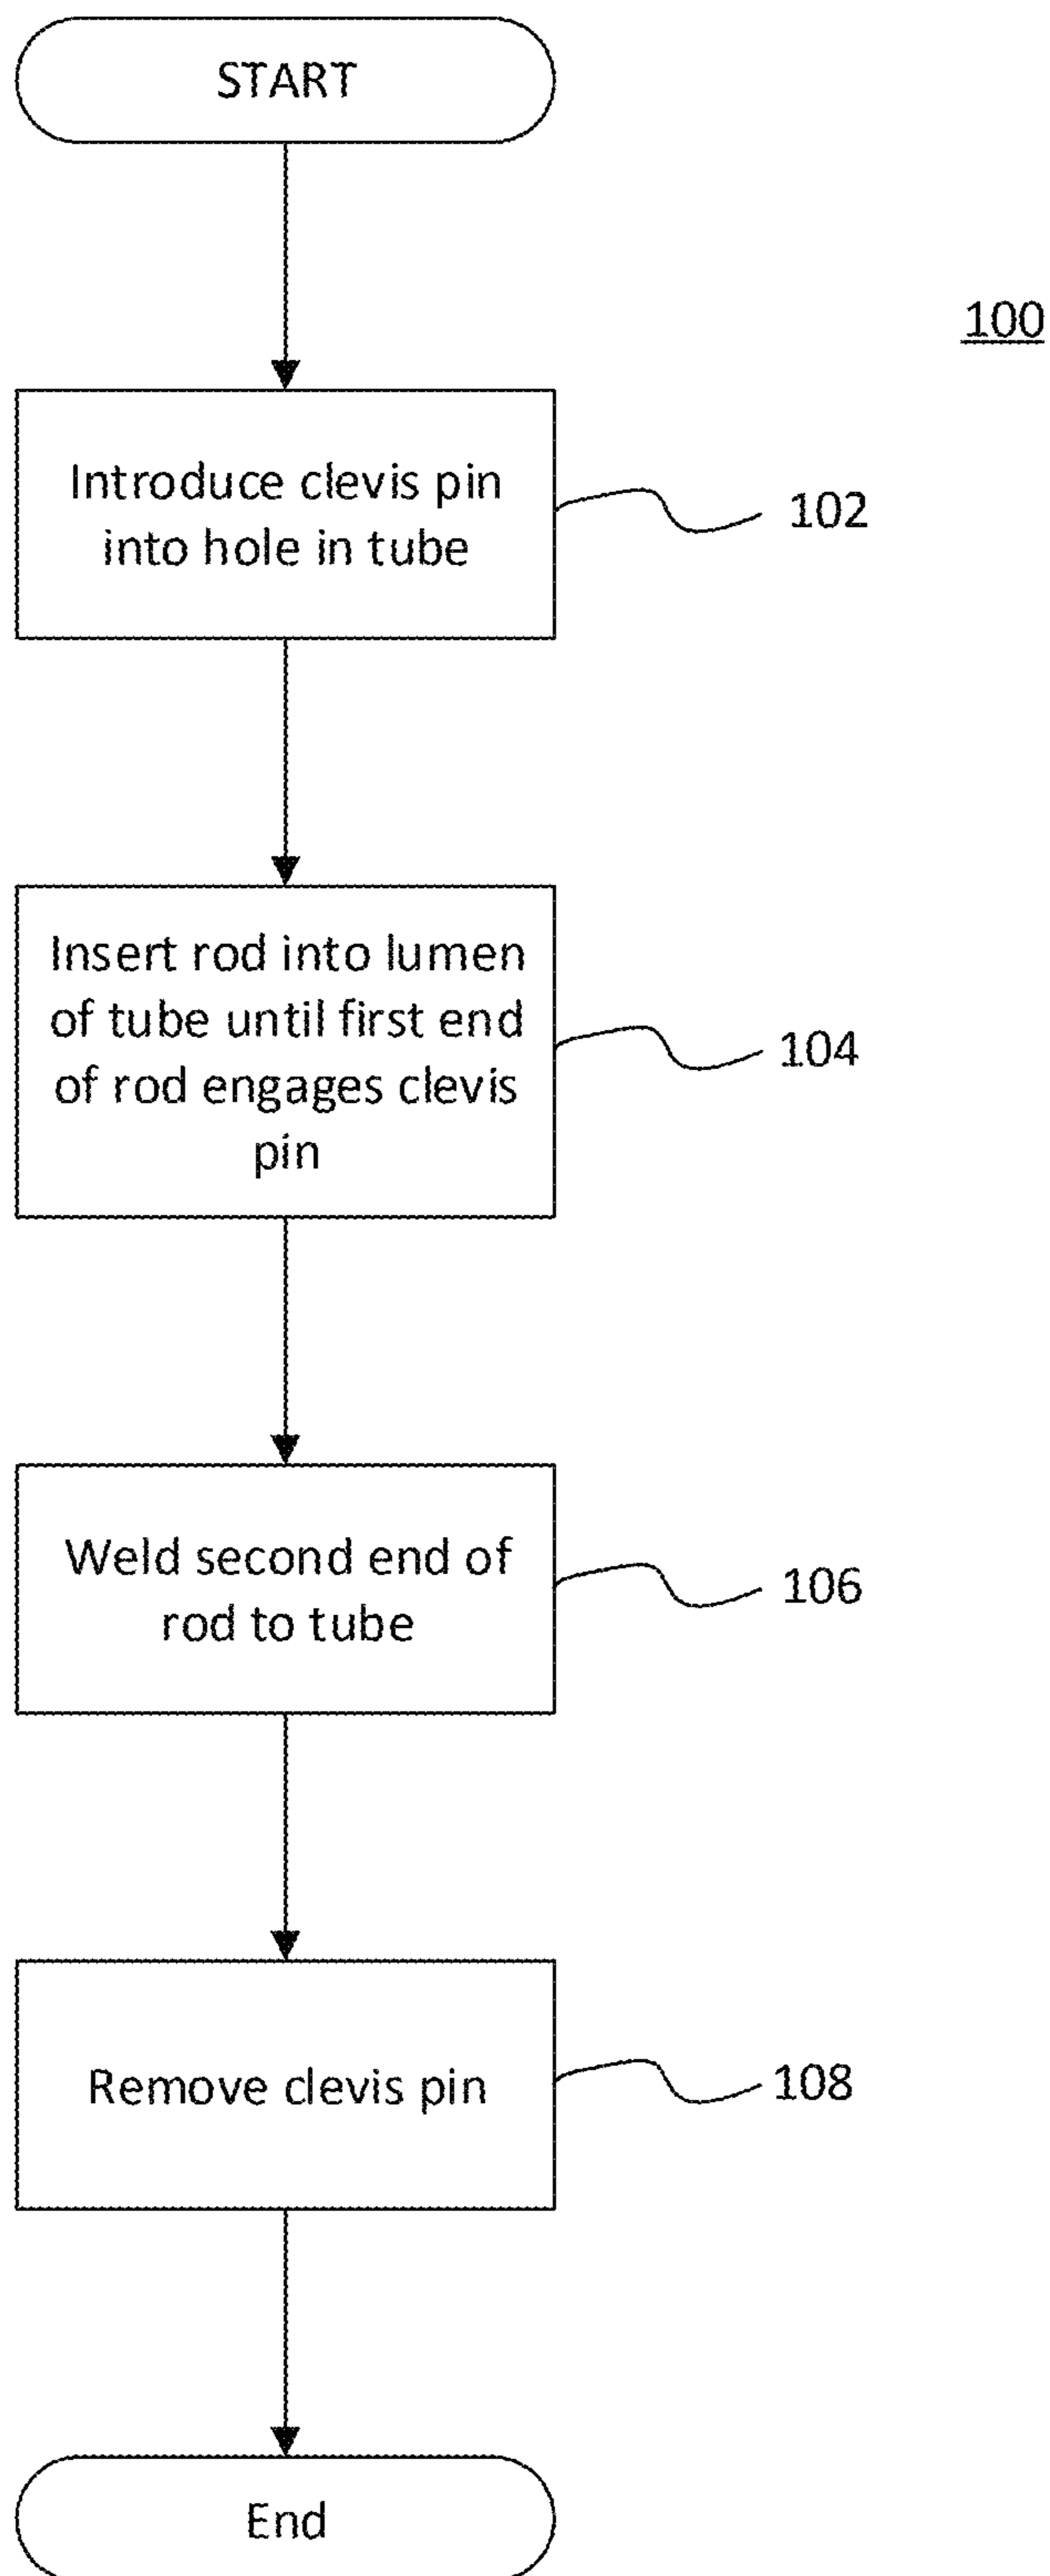 START
100
Introduce clevis pin
into hole in tube
102
Insert rod into lumen
of tube until first end
of rod engages clevis
pin
104
Weld second end of
rod to tube
106
Remove clevis pin
108
End